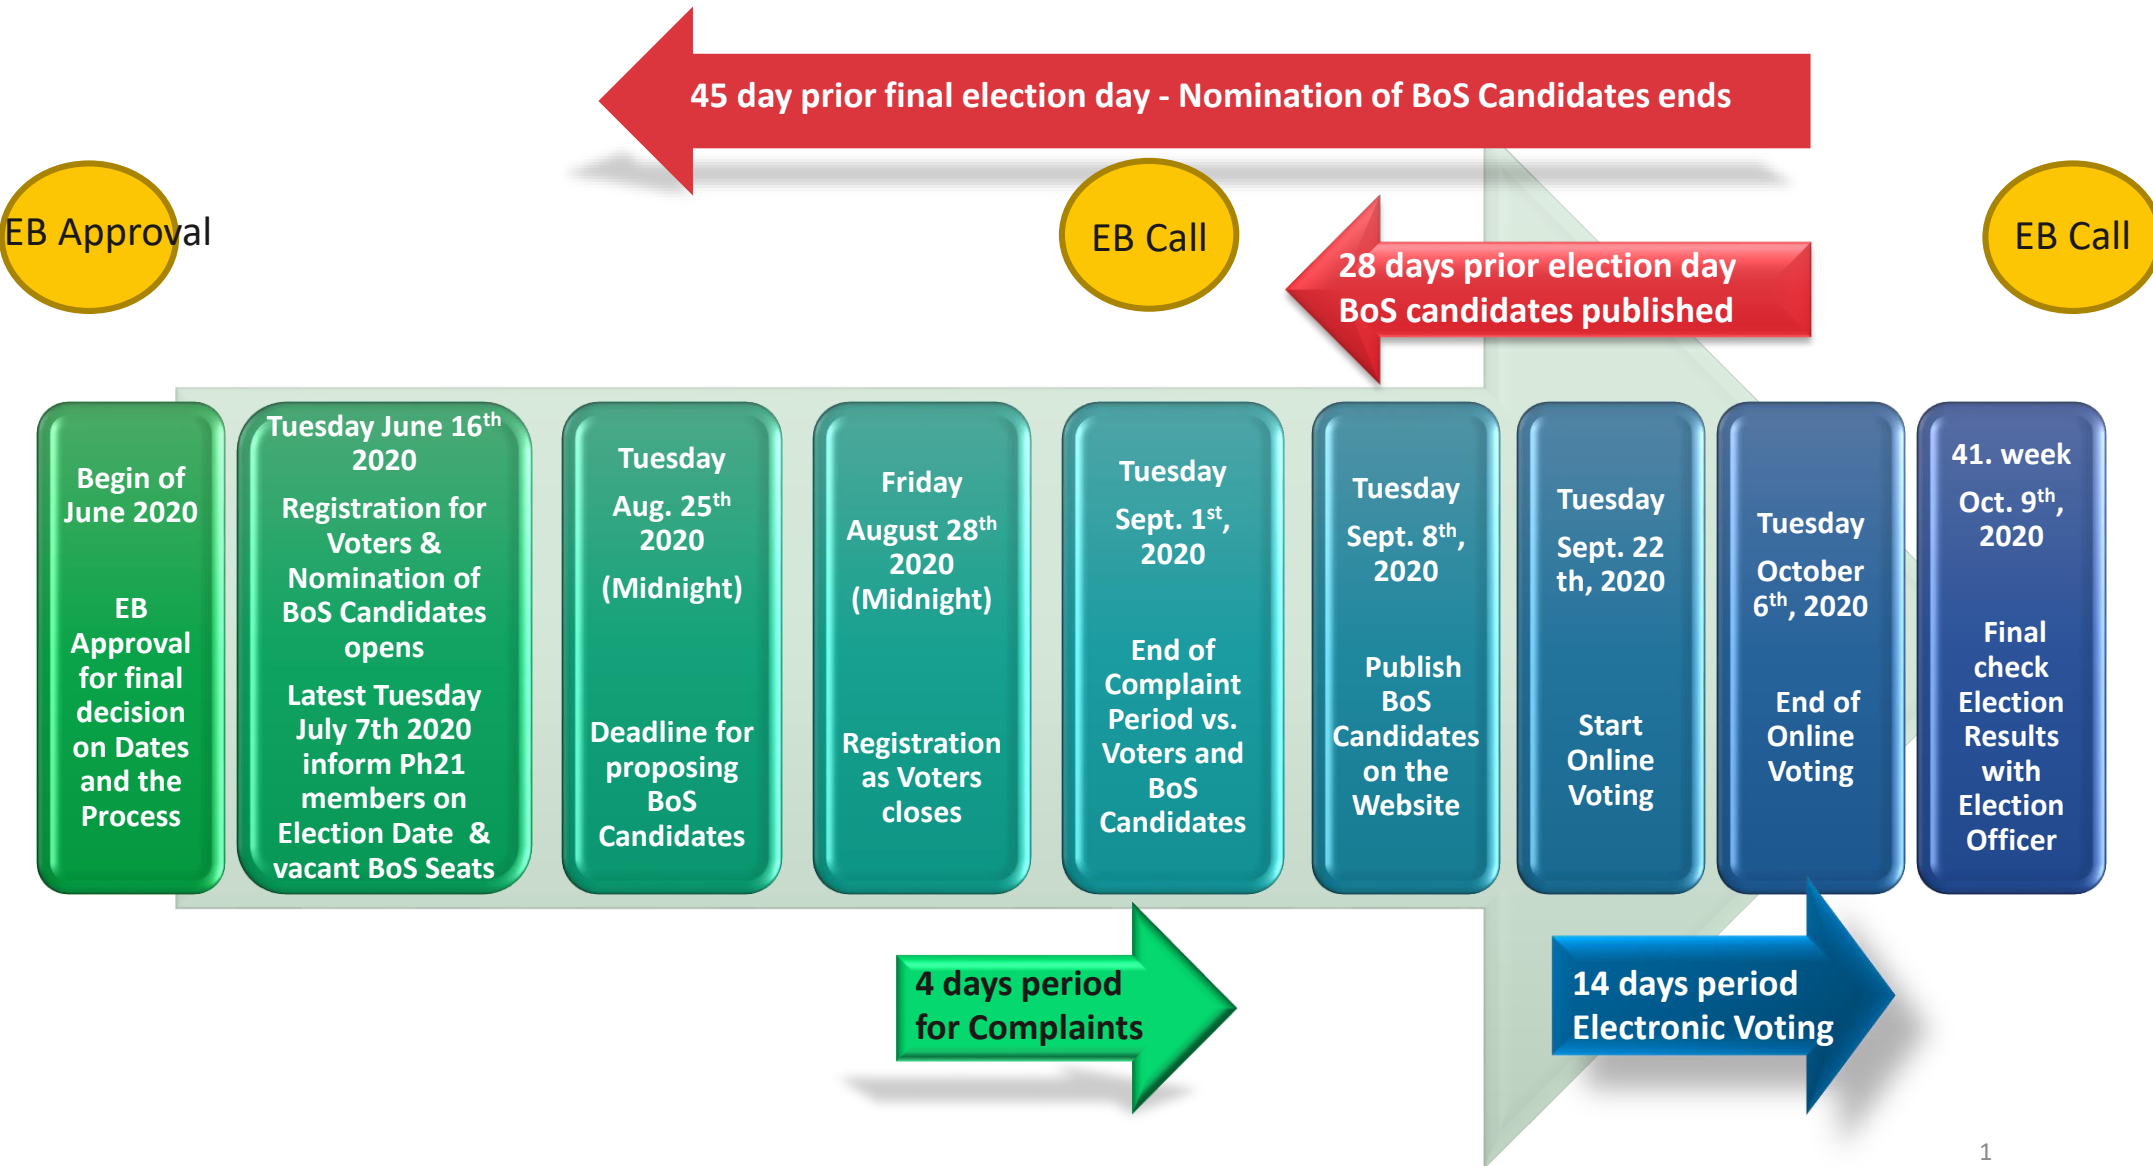 45 day prior final election day - Nomination of BoS Candidates ends
EB Approval
EB Call
EB Call
28 days prior election day
BoS candidates published
Begin of
June 2020
EB
Approval
for final
decision
on Dates
and the
Process
Tuesday June 16th
2020
Registration for
Voters &
Nomination of
BoS Candidates
opens
Latest Tuesday
July 7th 2020
inform Ph21
members on
Election Date &
vacant BoS Seats
Tuesday
Aug. 25th
2020
(Midnight)
Deadline for
proposing
BoS
Candidates
Friday
August 28th
2020
(Midnight)
Registration
as Voters
closes
Tuesday
Sept. 1st,
2020
End of
Complaint
Period vs.
Voters and
BoS
Candidates
Tuesday
Sept. 8th,
2020
Publish
BoS
Candidates
on the
Website
Tuesday
Sept. 22
th, 2020
Start
Online
Voting
Tuesday
October
6th, 2020
End of
Online
Voting
41. week
Oct. 9th,
2020
Final
check
Election
Results
with
Election
Officer
4 days period
for Complaints
14 days period
Electronic Voting
1